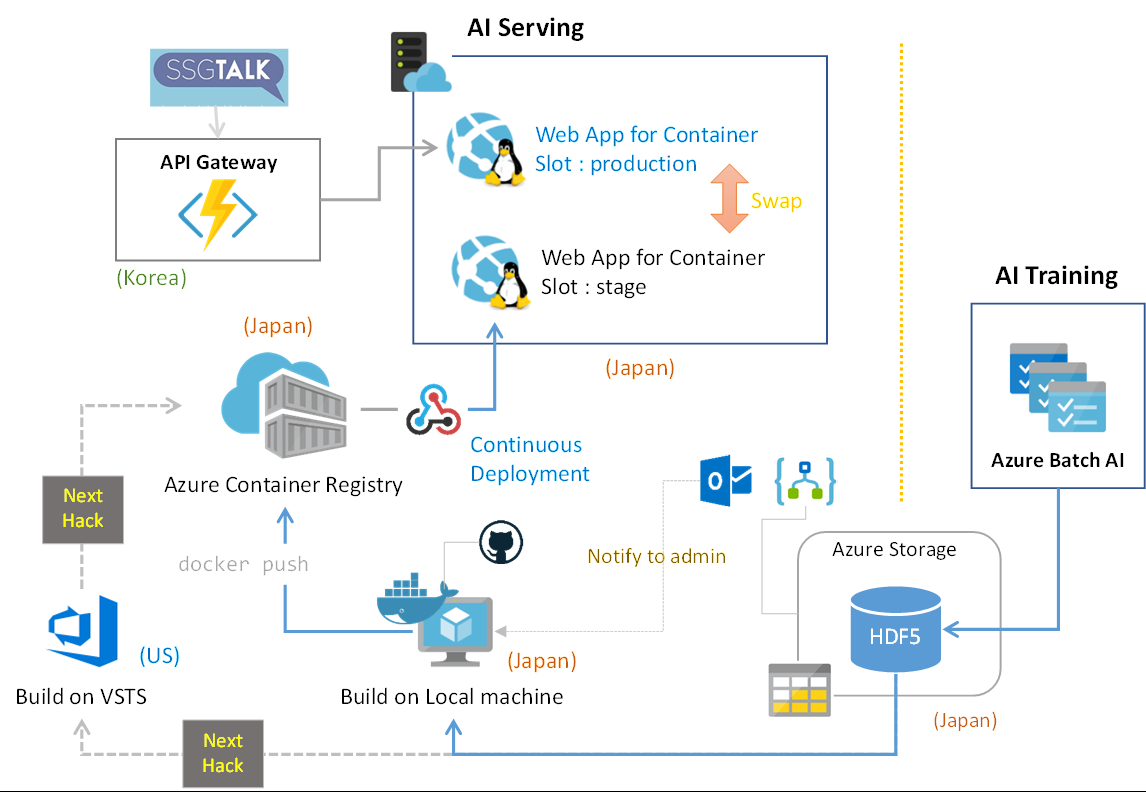 AI Serving
SSGTALK
API Gateway
(Korea)
Web App for Container
Slot : production
Swap
Web App for Container
Slot : stage
(Japan)
AI Training
Azure Batch AI
(Japan)
Azure Container Registry
Continuous
Deployment
Next
Hack
docker push
Notify to admin
Azure Storage
HDF5
(Japan)
(US)
Build on VSTS
(Japan)
Build on Local machine
Next
Hack